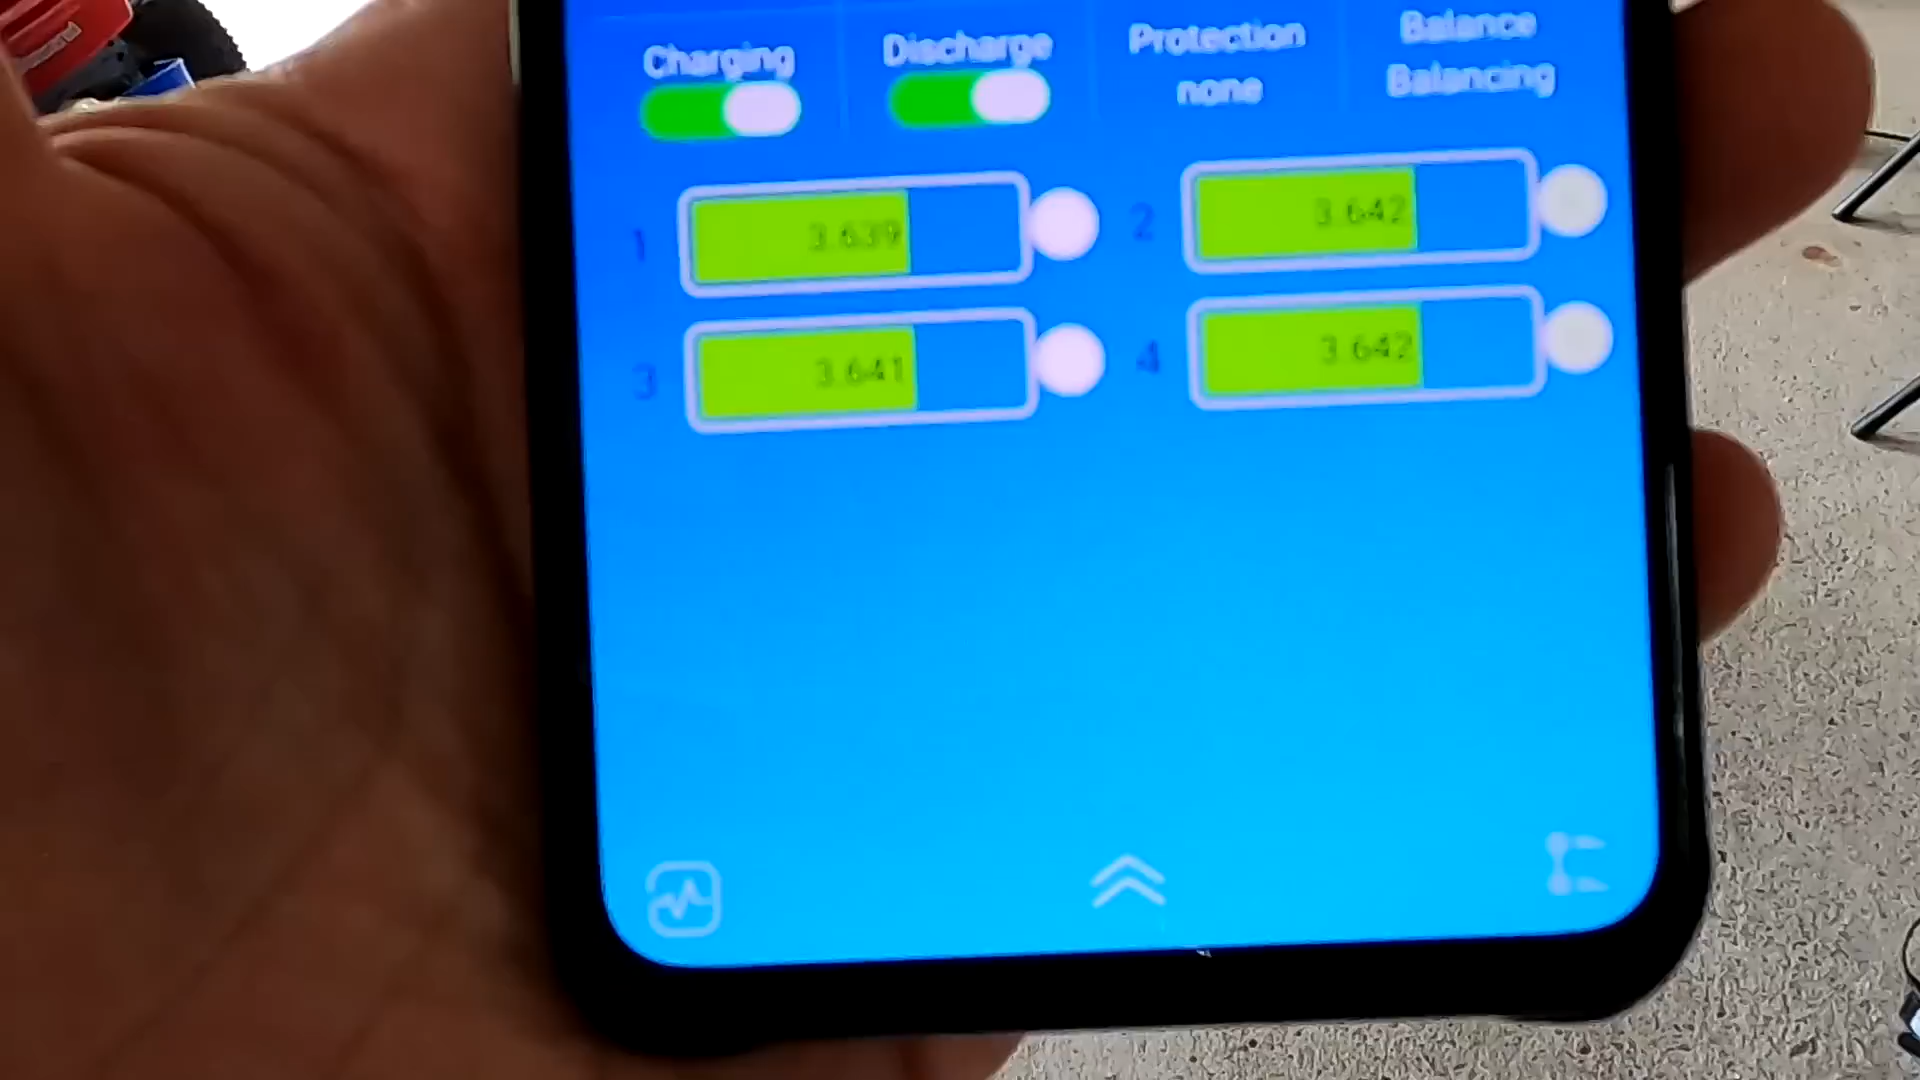 Charging
Discharge
Protection
none
Balance
Balancing
1 3.639
2 3.642
3 3.641
4 3.642